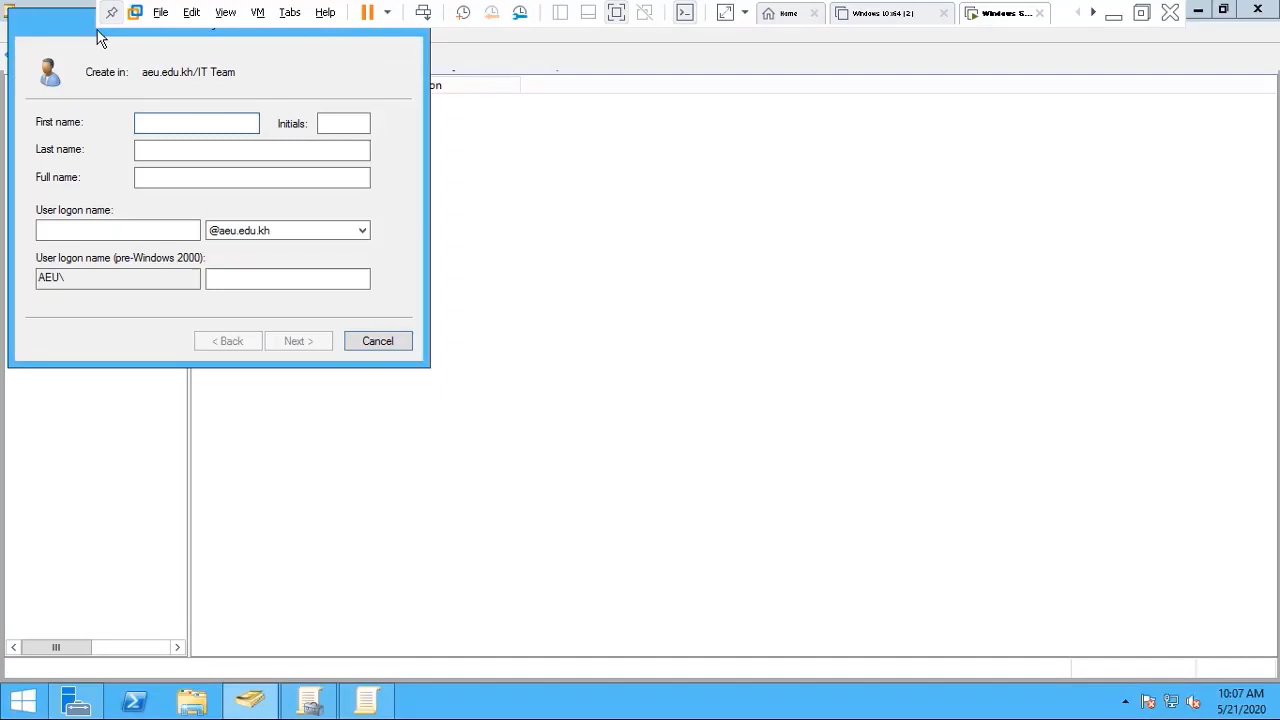 File Edit View VM Tabs Help Home Windows 10 x64 (2) Windows S...
Create in: aeu.edu.kh/IT Team
on
First name: Initials:
Last name:
Full name:
User logon name:
@aeu.edu.kh
User logon name (pre-Windows 2000):
AEU\
< Back Next > Cancel
10:07 AM
5/21/2020